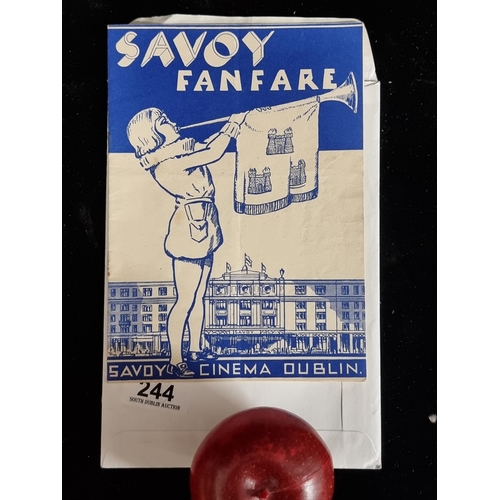 SAVOY
FANFARE
SAVOY CINEMA DUBLIN.
244
SOUTH DUBLIN AUCTION